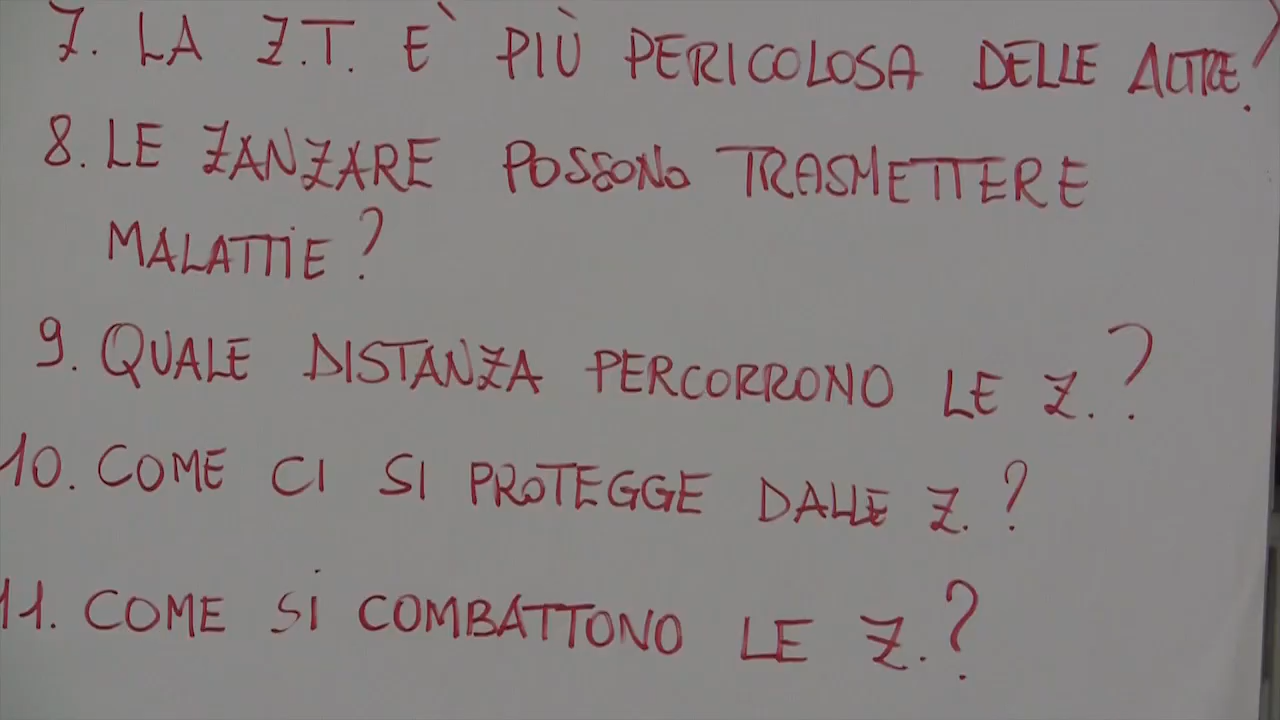 7. LA Z.T. E` PIÙ PERICOLOSA DELLE ALTRE?
8. LE ZANZARE POSSONO TRASMETTERE
MALATTIE?
9. QUALE DISTANZA PERCORRONO LE Z.?
10. COME CI SI PROTEGGE DALLE Z.?
11. COME SI COMBATTONO LE Z.?